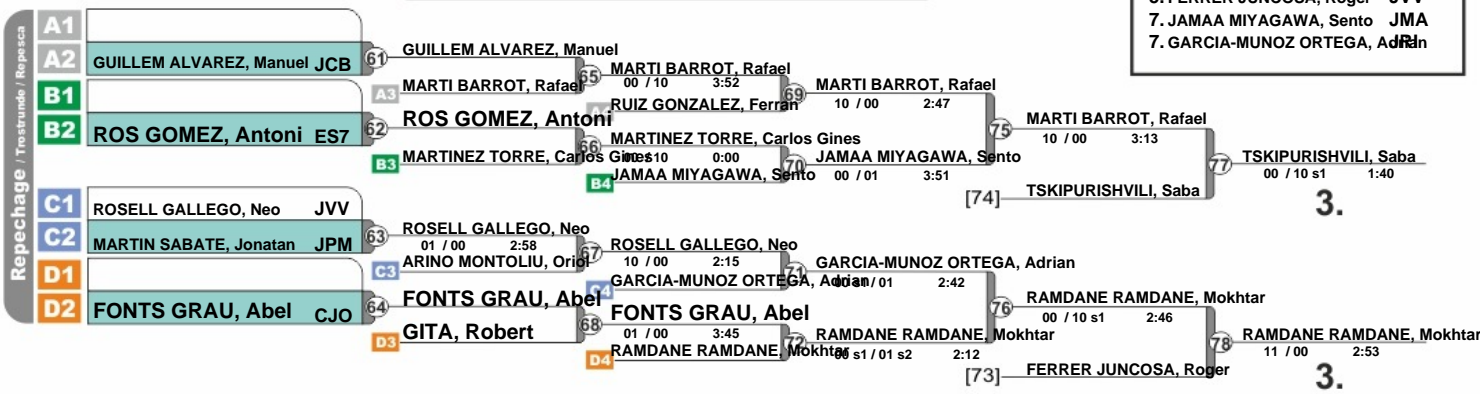 5. FERRER JUNCOSA, Roger JVV
7. JAMAA MIYAGAWA, Sento JMA
7. GARCIA-MUNOZ ORTEGA, Adrian JRI
Repechage / Trostrunde / Repesca
A1
A2 GUILLEM ALVAREZ, Manuel JCB
B1
B2 ROS GOMEZ, Antoni ES7
C1 ROSELL GALLEGO, Neo JVV
C2 MARTIN SABATE, Jonatan JPM
D1
D2 FONTS GRAU, Abel CJO
61 GUILLEM ALVAREZ, Manuel
A3 MARTI BARROT, Rafael
62 ROS GOMEZ, Antoni
B3 MARTINEZ TORRE, Carlos Gines
63 ROSELL GALLEGO, Neo
01 / 00 2:58
C3 ARINO MONTOLIU, Oriol
64 FONTS GRAU, Abel
D3 GITA, Robert
65 MARTI BARROT, Rafael
00 / 10 3:52
RUIZ GONZALEZ, Ferran
66 MARTINEZ TORRE, Carlos Gines
0:00
B4 JAMAA MIYAGAWA, Sento
67 ROSELL GALLEGO, Neo
10 / 00 2:15
C4 GARCIA-MUNOZ ORTEGA, Adrian
68 FONTS GRAU, Abel
01 / 00 3:45
D4 RAMDANE RAMDANE, Mokhtar
69 MARTI BARROT, Rafael
10 / 00 2:47
70 JAMAA MIYAGAWA, Sento
00 / 01 3:51
71 GARCIA-MUNOZ ORTEGA, Adrian
00 s1 / 01 2:42
72 RAMDANE RAMDANE, Mokhtar
00 s1 / 01 s2 2:12
75 MARTI BARROT, Rafael
10 / 00 3:13
[74] TSKIPURISHVILI, Saba
76 RAMDANE RAMDANE, Mokhtar
00 / 10 s1 2:46
[73] FERRER JUNCOSA, Roger
77 TSKIPURISHVILI, Saba
00 / 10 s1 1:40
3.
78 RAMDANE RAMDANE, Mokhtar
11 / 00 2:53
3.